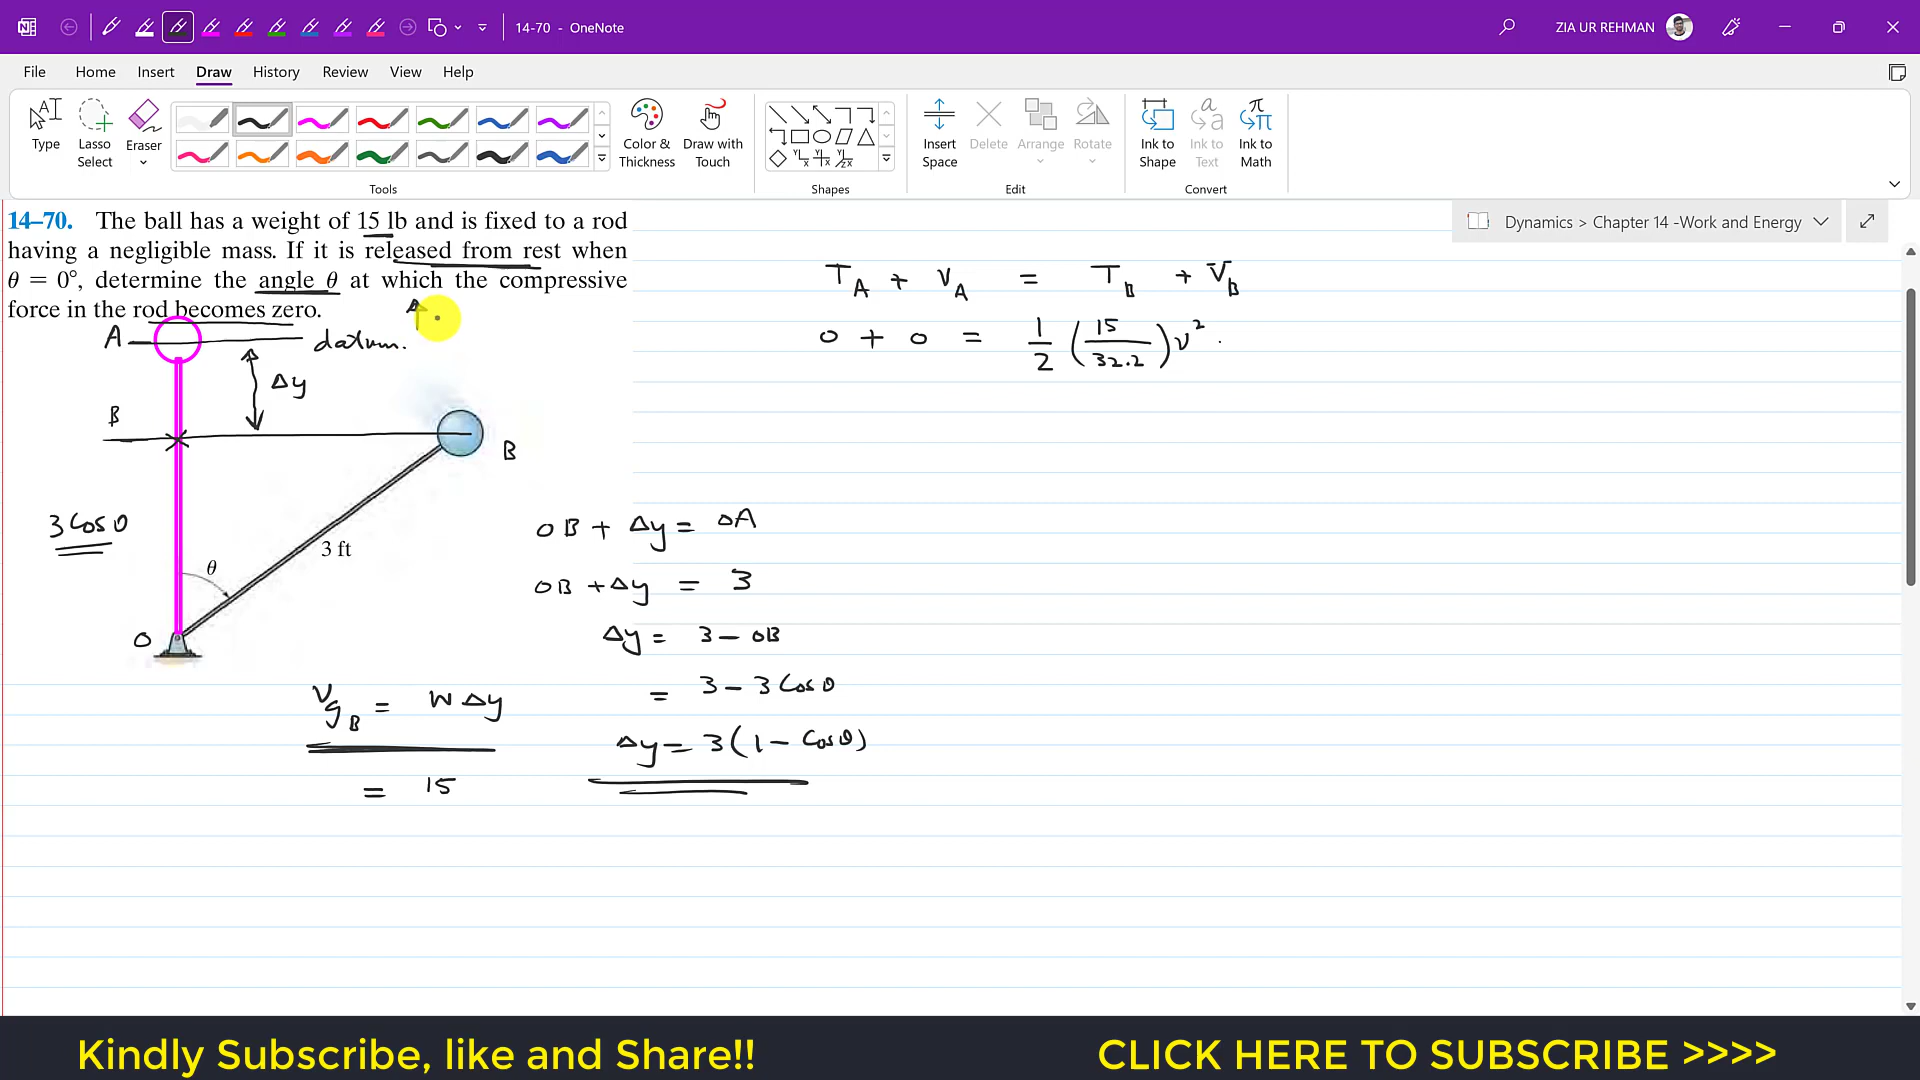 14-70 - OneNote
ZIA UR REHMAN
File Home Insert Draw History Review View Help
Type
Lasso Select
Eraser
Color & Thickness
Draw with Touch
Insert Space
Delete
Arrange
Rotate
Ink to Shape
Ink to Text
Ink to Math
Tools
Shapes
Edit
Convert
Dynamics > Chapter 14 -Work and Energy
14–70. The ball has a weight of 15 lb and is fixed to a rod
having a negligible mass. If it is released from rest when
θ = 0°, determine the angle θ at which the compressive
force in the rod becomes zero.
A
datum.
Δy
B
B
3 Cosθ
θ
3 ft
O
T_A + V_A = T_B + V_B
0 + 0 = 1/2 (15/32.2) v² .
OB + Δy = OA
OB + Δy = 3
Δy = 3 - OB
= 3 - 3 Cosθ
Δy = 3 (1 - Cosθ)
V_gB = W Δy
= 15
Kindly Subscribe, like and Share!!
CLICK HERE TO SUBSCRIBE >>>>